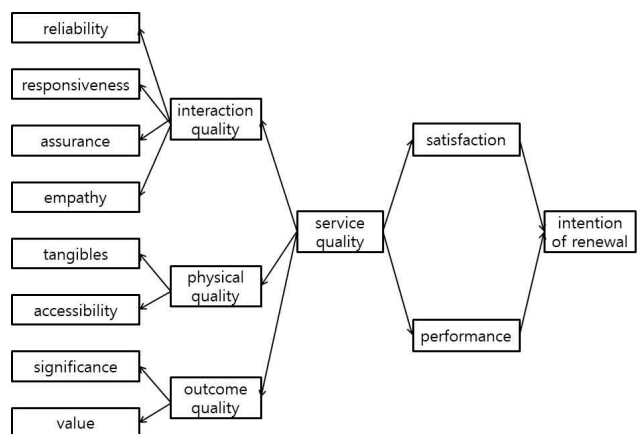 reliability
responsiveness
assurance
empathy
tangibles
accessibility
significance
value
interaction
quality
physical
quality
outcome
quality
service
quality
satisfaction
performance
intention
of renewal